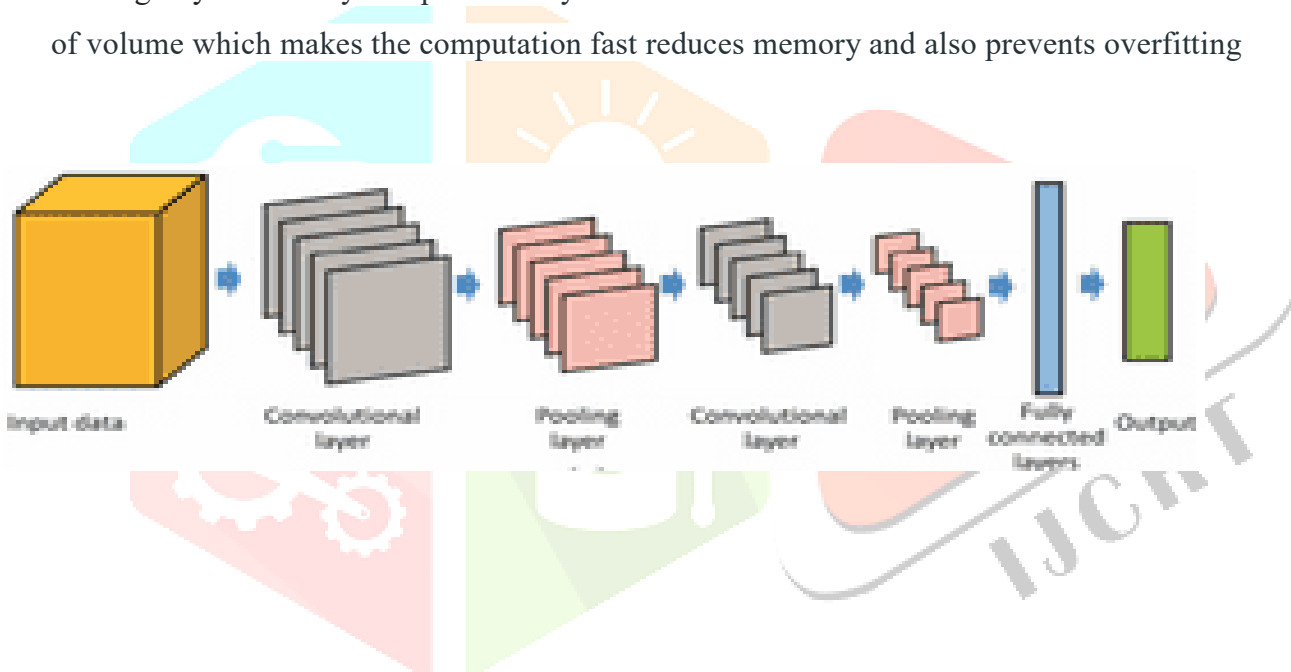 of volume which makes the computation fast reduces memory and also prevents overfitting
Input data
Convolutional
layer
Pooling
layer
Convolutional
layer
Pooling
layer
Fully
connected
layers
Output
IJCRT